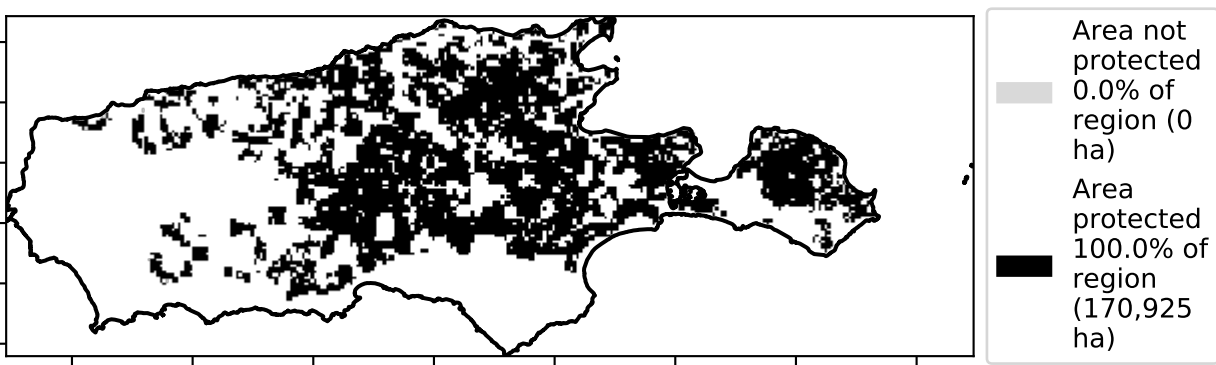 Area not
protected
0.0% of
region (0
ha)
Area
protected
100.0% of
region
(170,925
ha)